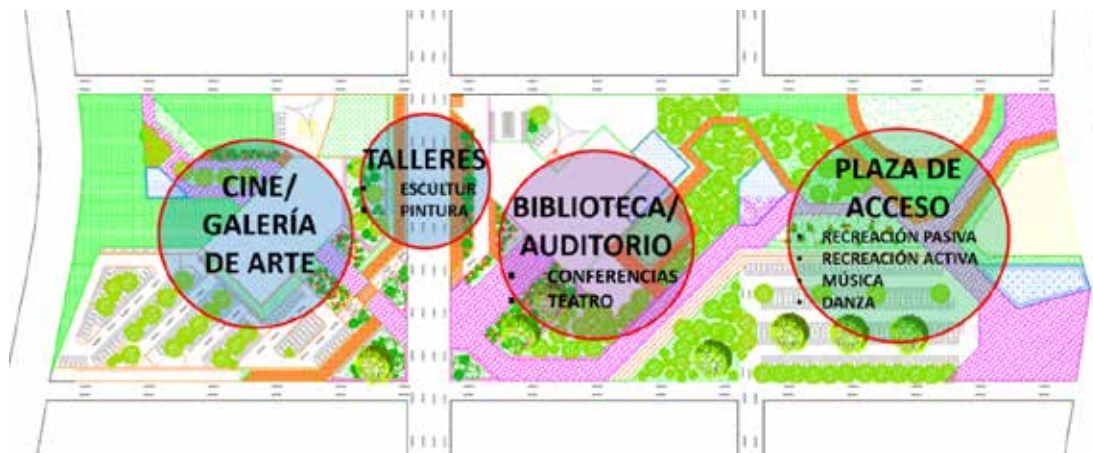 CINE/
GALERÍA
DE ARTE
TALLERES
ESCULTUR
PINTURA
BIBLIOTECA/
AUDITORIO
CONFERENCIAS
TEATRO
PLAZA DE
ACCESO
RECREACIÓN PASIVA
RECREACIÓN ACTIVA
MÚSICA
DANZA